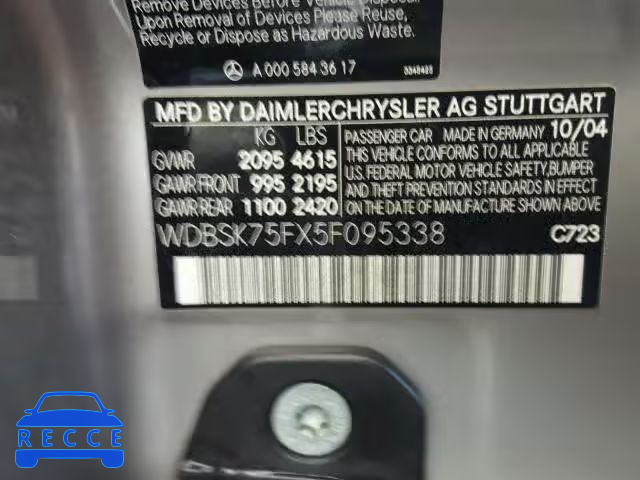 Remove Devices Before Vehicle Disposal
Upon Removal of Devices Please Reuse,
Recycle or Dispose as Hazardous Waste.
A 000 584 36 17
MFD BY DAIMLERCHRYSLER AG STUTTGART
KG LBS
GVWR 2095 4615
GAWR FRONT 995 2195
GAWR REAR 1100 2420
PASSENGER CAR MADE IN GERMANY 10/04
THIS VEHICLE CONFORMS TO ALL APPLICABLE
U.S. FEDERAL MOTOR VEHICLE SAFETY, BUMPER
AND THEFT PREVENTION STANDARDS IN EFFECT
ON THE DATE OF MANUFACTURE SHOWN ABOVE
WDBSK75FX5F095338 C723
RECCE